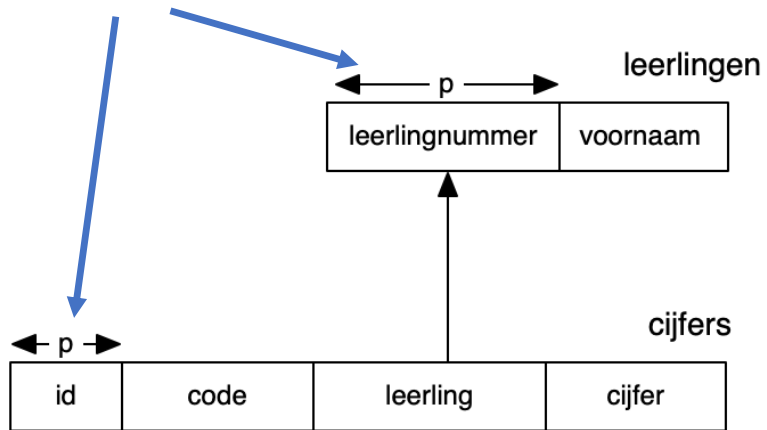 leerlingen
p
leerlingnummer voornaam
cijfers
p
id code leerling cijfer